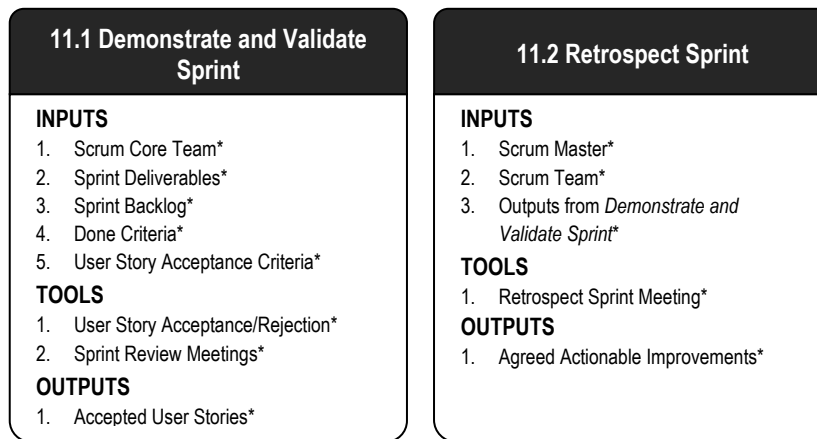 11.1 Demonstrate and Validate
Sprint
INPUTS
1. Scrum Core Team*
2. Sprint Deliverables*
3. Sprint Backlog*
4. Done Criteria*
5. User Story Acceptance Criteria*
TOOLS
1. User Story Acceptance/Rejection*
2. Sprint Review Meetings*
OUTPUTS
1. Accepted User Stories*
11.2 Retrospect Sprint
INPUTS
1. Scrum Master*
2. Scrum Team*
3. Outputs from Demonstrate and
Validate Sprint*
TOOLS
1. Retrospect Sprint Meeting*
OUTPUTS
1. Agreed Actionable Improvements*